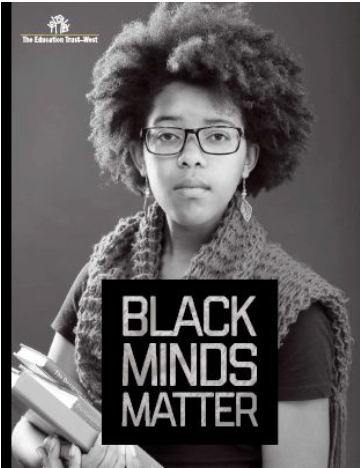 The Education Trust–West
BLACK
MINDS
MATTER